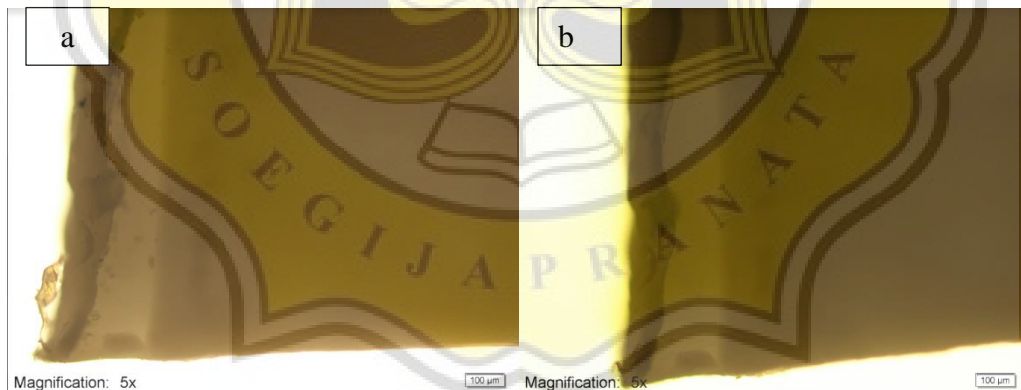 a
b
SOEGIJAPRANATA
Magnification: 5x
100 µm
Magnification: 5x
100 µm